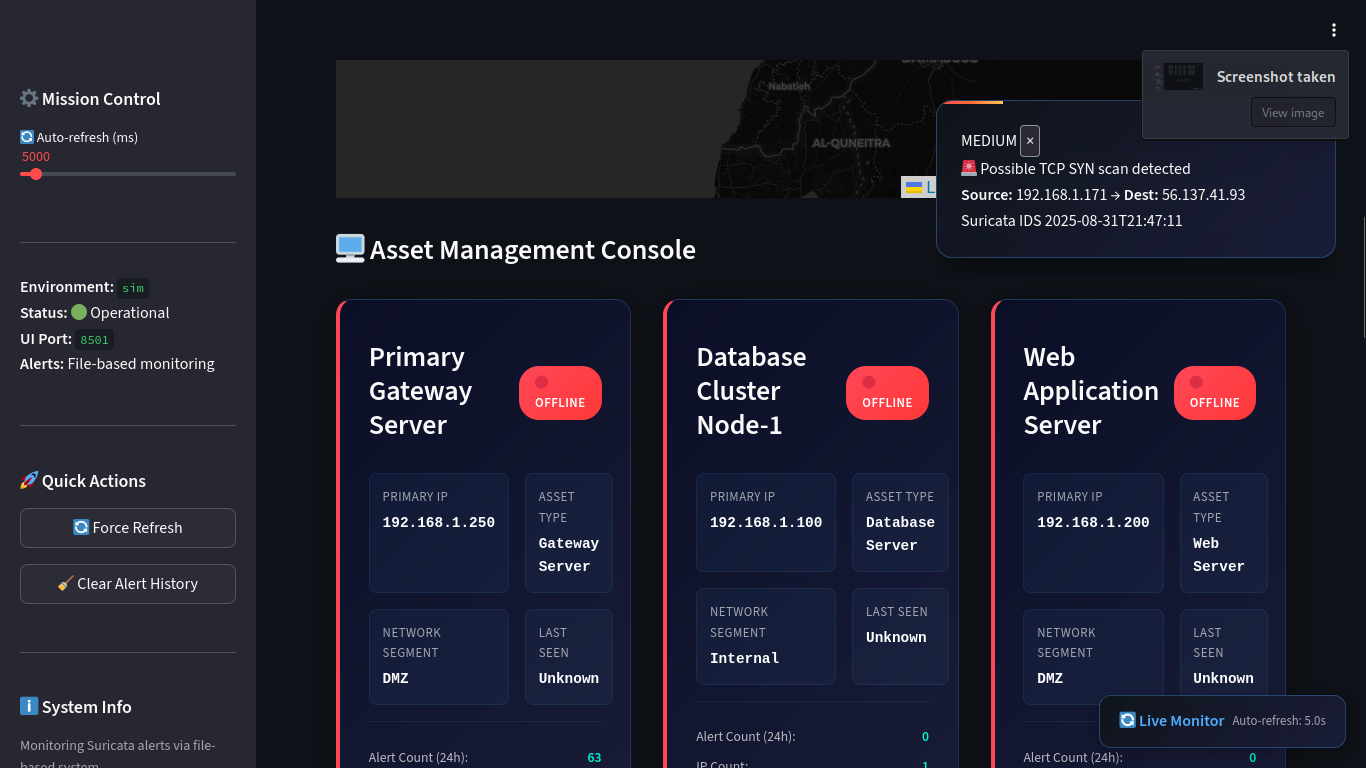 Mission Control
Auto-refresh (ms)
5000
Environment: sim
Status: Operational
UI Port: 8501
Alerts: File-based monitoring
Quick Actions
Force Refresh
Clear Alert History
System Info
Monitoring Suricata alerts via file-
based system
Nabatieh
DAMASCUS
AL-QUNEITRA
L
Screenshot taken
View image
MEDIUM ×
Possible TCP SYN scan detected
Source: 192.168.1.171 → Dest: 56.137.41.93
Suricata IDS 2025-08-31T21:47:11
Asset Management Console
Primary
Gateway
Server
OFFLINE
PRIMARY IP
192.168.1.250
ASSET
TYPE
Gateway
Server
NETWORK
SEGMENT
DMZ
LAST
SEEN
Unknown
Alert Count (24h): 63
Database
Cluster
Node-1
OFFLINE
PRIMARY IP
192.168.1.100
ASSET TYPE
Database
Server
NETWORK
SEGMENT
Internal
LAST SEEN
Unknown
Alert Count (24h): 0
IP Count: 1
Web
Application
Server
OFFLINE
PRIMARY IP
192.168.1.200
ASSET
TYPE
Web
Server
NETWORK
SEGMENT
DMZ
LAST
SEEN
Unknown
Alert Count (24h): 0
Live Monitor Auto-refresh: 5.0s